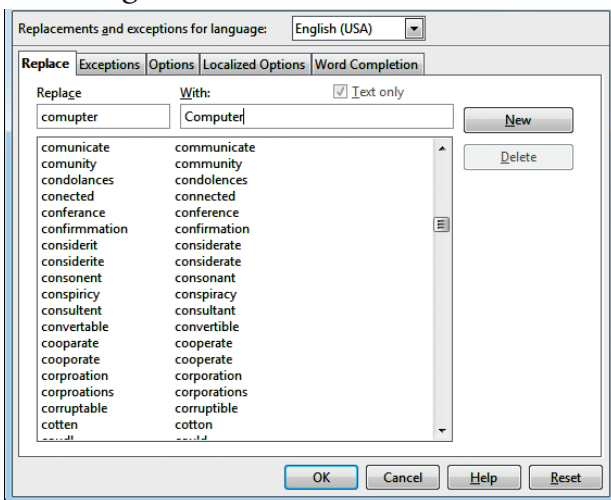 Replacements and exceptions for language: English (USA)
Replace Exceptions Options Localized Options Word Completion
Replace With: Text only
comupter Computer New
comunicate communicate
comunity community Delete
condolances condolences
conected connected
conferance conference
confirmmation confirmation
considerit considerate
considerite considerate
consonent consonant
conspiricy conspiracy
consultent consultant
convertable convertible
cooparate cooperate
cooporate cooperate
corproation corporation
corproations corporations
corruptable corruptible
cotten cotton
OK Cancel Help Reset